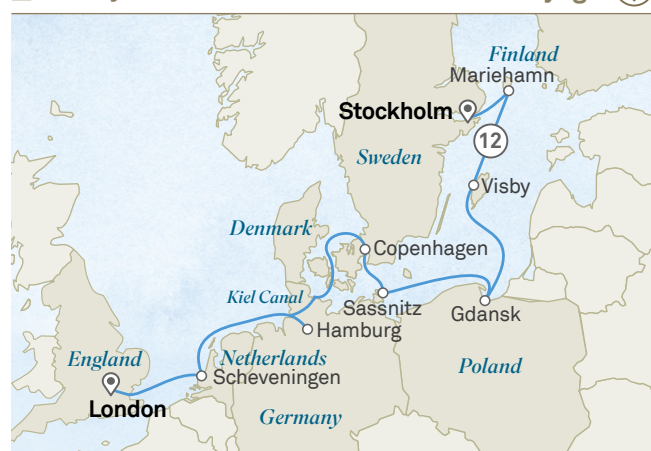 Finland
Mariehamn
Stockholm
12
Sweden
Visby
Denmark
Copenhagen
Kiel Canal
Sassnitz
Gdansk
Hamburg
England
Netherlands
Scheveningen
Poland
London
Germany